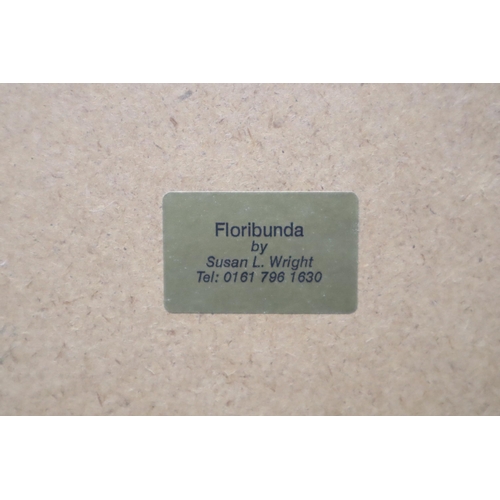 Floribunda
by
Susan L. Wright
Tel: 0161 796 1630